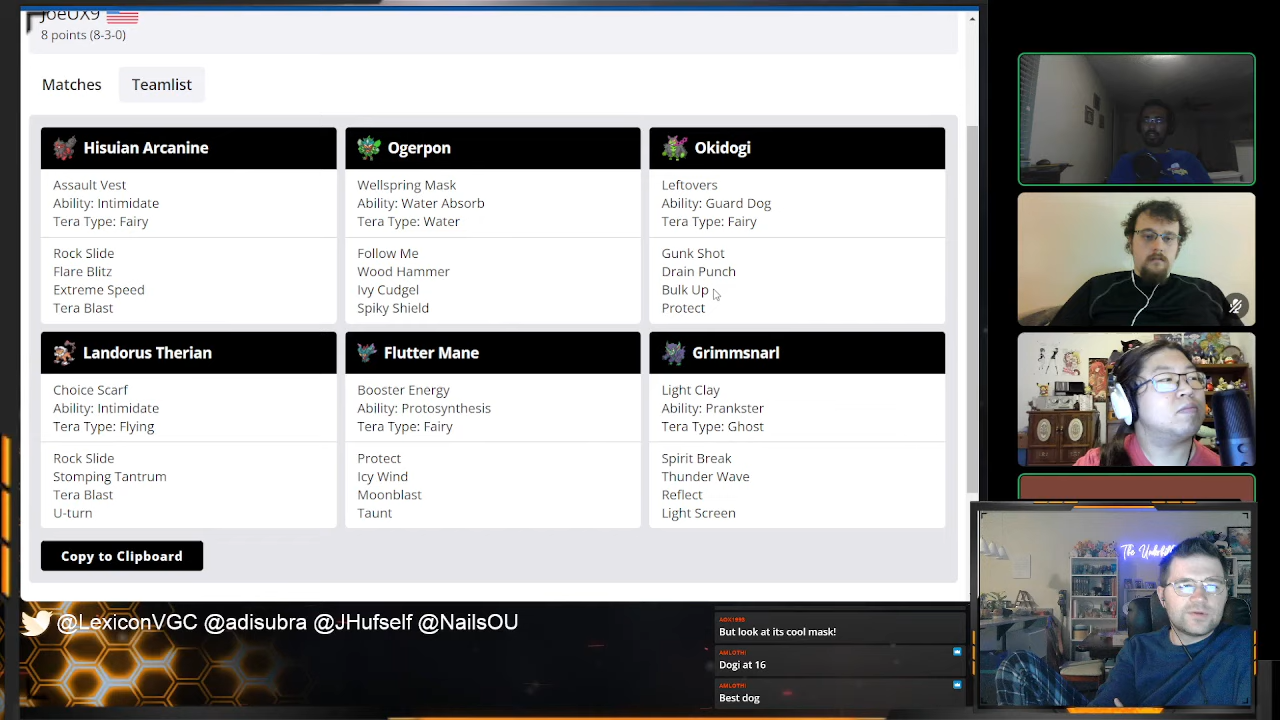 JoeUX9
8 points (8-3-0)
Matches
Teamlist
Hisuian Arcanine
Assault Vest
Ability: Intimidate
Tera Type: Fairy
Rock Slide
Flare Blitz
Extreme Speed
Tera Blast
Ogerpon
Wellspring Mask
Ability: Water Absorb
Tera Type: Water
Follow Me
Wood Hammer
Ivy Cudgel
Spiky Shield
Okidogi
Leftovers
Ability: Guard Dog
Tera Type: Fairy
Gunk Shot
Drain Punch
Bulk Up
Protect
Landorus Therian
Choice Scarf
Ability: Intimidate
Tera Type: Flying
Rock Slide
Stomping Tantrum
Tera Blast
U-turn
Flutter Mane
Booster Energy
Ability: Protosynthesis
Tera Type: Fairy
Protect
Icy Wind
Moonblast
Taunt
Grimmsnarl
Light Clay
Ability: Prankster
Tera Type: Ghost
Spirit Break
Thunder Wave
Reflect
Light Screen
Copy to Clipboard
@LexiconVGC @adisubra @JHufself @NailsOU
But look at its cool mask!
AMLOTHI
Dogi at 16
AMLOTHI
Best dog
The